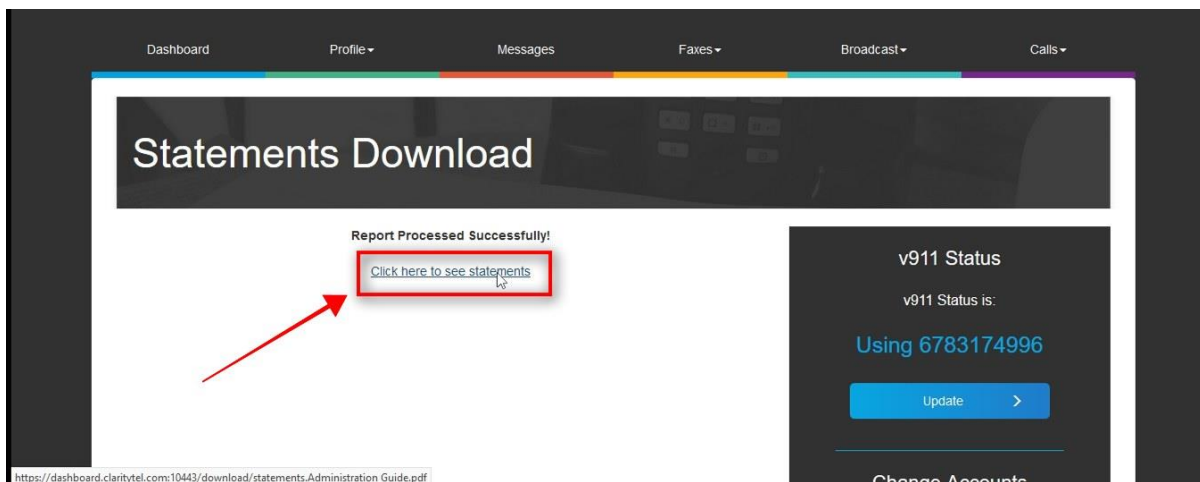 Dashboard
Profile
Messages
Faxes
Broadcast
Calls
Statements Download
Report Processed Successfully!
Click here to see statements
v911 Status
v911 Status is:
Using 6783174996
Update
Change Accounts
https://dashboard.claritytel.com:10443/download/statements.Administration Guide.pdf